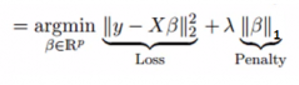 = argmin ‖y − Xβ‖₂² + λ ‖β‖₁
β∈ℝᵖ
Loss Penalty